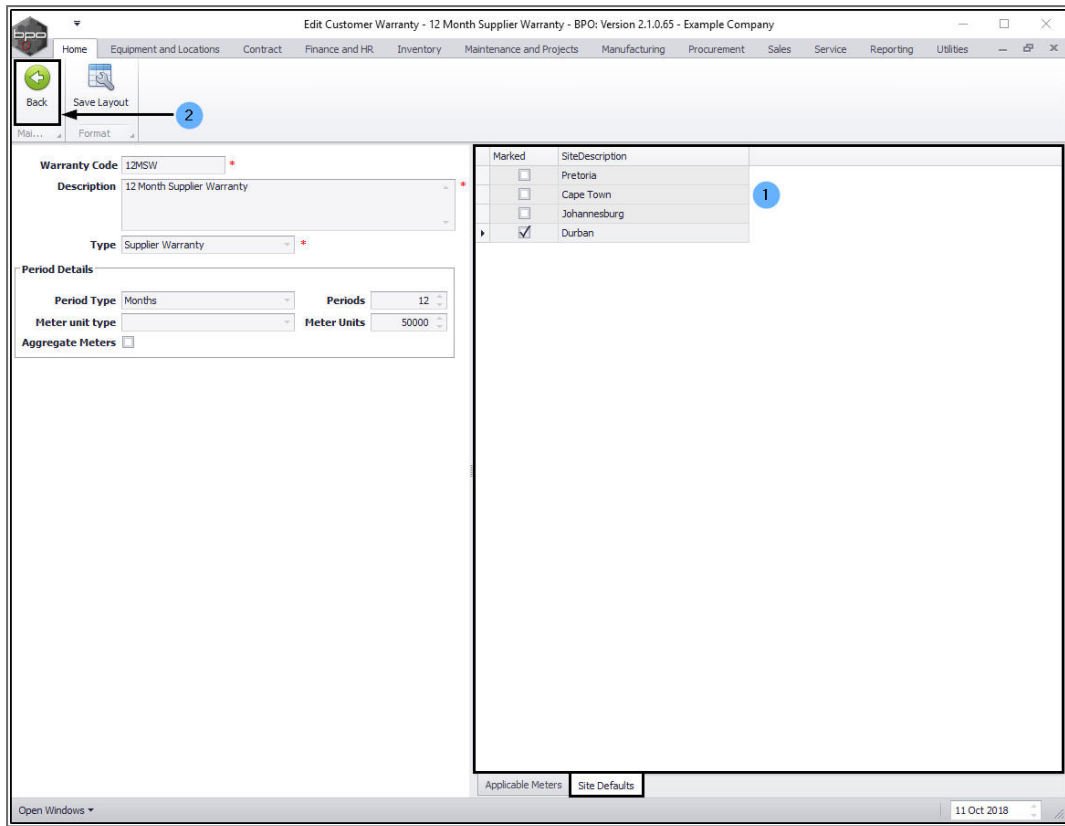 Edit Customer Warranty - 12 Month Supplier Warranty - BPO: Version 2.1.0.65 - Example Company
bpo
Home Equipment and Locations Contract Finance and HR Inventory Maintenance and Projects Manufacturing Procurement Sales Service Reporting Utilities
Back Save Layout
2
Mai... Format
Warranty Code 12MSW *
Description 12 Month Supplier Warranty *
Type Supplier Warranty *
Period Details
Period Type Months Periods 12
Meter unit type Meter Units 50000
Aggregate Meters
Marked SiteDescription
Pretoria
Cape Town
1
Johannesburg
Durban
Applicable Meters Site Defaults
Open Windows 11 Oct 2018